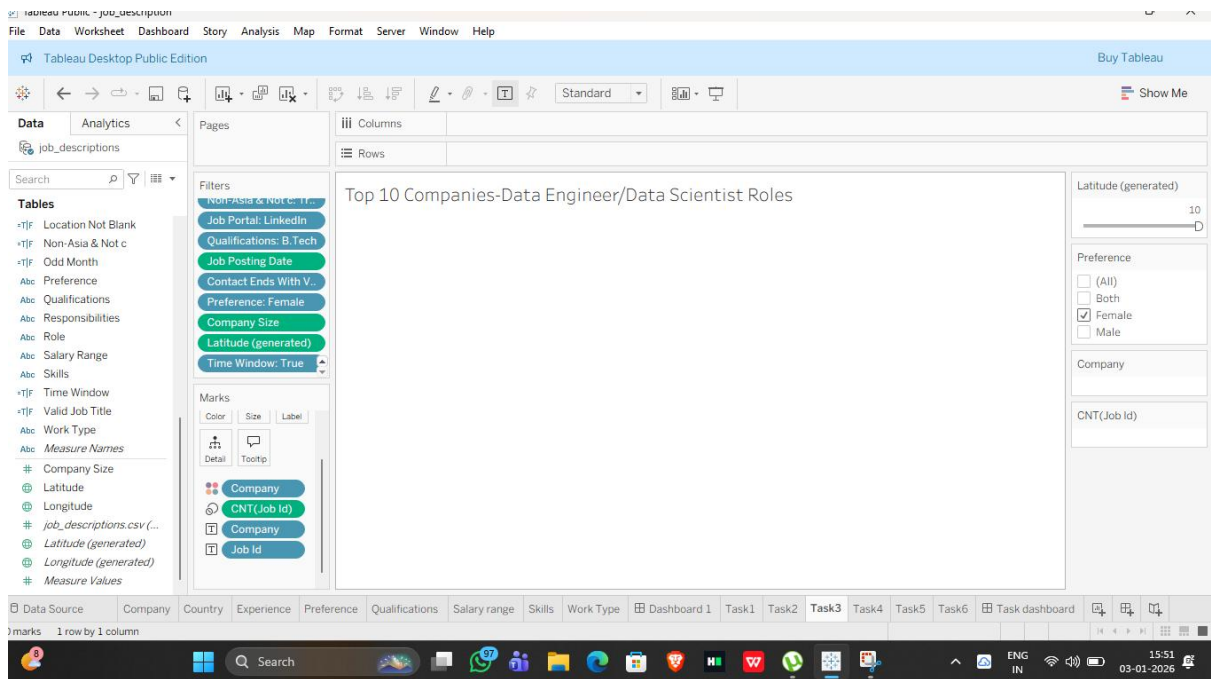 Tableau Public - job_description
File Data Worksheet Dashboard Story Analysis Map Format Server Window Help
Tableau Desktop Public Edition Buy Tableau
Standard Show Me
Data Analytics
job_descriptions
Search
Tables
Location Not Blank
Non-Asia & Not c
Odd Month
Preference
Qualifications
Responsibilities
Role
Salary Range
Skills
Time Window
Valid Job Title
Work Type
Measure Names
Company Size
Latitude
Longitude
job_descriptions.csv (...
Latitude (generated)
Longitude (generated)
Measure Values
Pages
Filters
Non-Asia & Not c: Tr..
Job Portal: LinkedIn
Qualifications: B.Tech
Job Posting Date
Contact Ends With V..
Preference: Female
Company Size
Latitude (generated)
Time Window: True
Marks
Color Size Label
Detail Tooltip
Company
CNT(Job Id)
Company
Job Id
Columns
Rows
Top 10 Companies-Data Engineer/Data Scientist Roles
Latitude (generated)
10
Preference
(All)
Both
Female
Male
Company
CNT(Job Id)
Data Source Company Country Experience Preference Qualifications Salary range Skills Work Type Dashboard 1 Task1 Task2 Task3 Task4 Task5 Task6 Task dashboard
marks 1 row by 1 column
8 Search 97 ENG 15:51
IN 03-01-2026